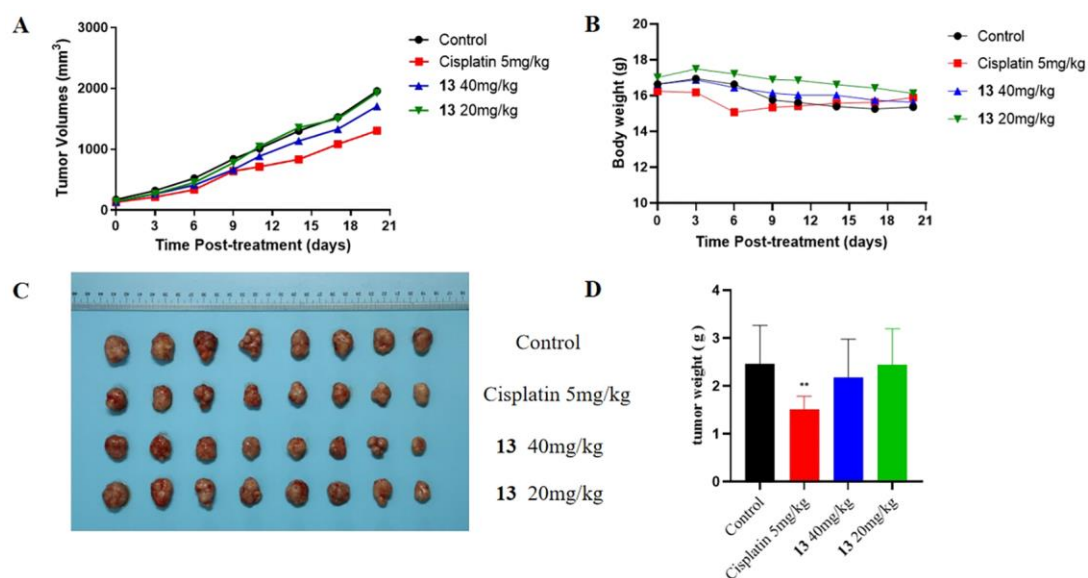 A
Tumor Volumes (mm³)
3000
2000
1000
0
0 3 6 9 12 15 18 21
Time Post-treatment (days)
Control
Cisplatin 5mg/kg
13 40mg/kg
13 20mg/kg
B
Body weight (g)
20
18
16
14
12
10
0 3 6 9 12 15 18 21
Time Post-treatment (days)
Control
Cisplatin 5mg/kg
13 40mg/kg
13 20mg/kg
C
Control
Cisplatin 5mg/kg
13 40mg/kg
13 20mg/kg
D
tumor weight ( g )
4
3
2
1
0
**
Control
Cisplatin 5mg/kg
13 40mg/kg
13 20mg/kg